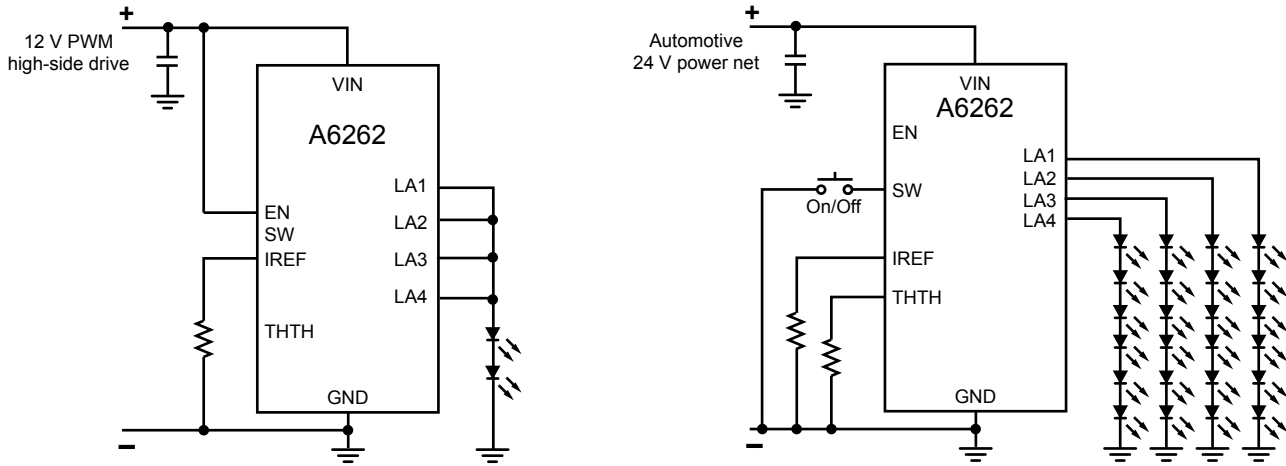 +
12 V PWM
high-side drive
VIN
A6262
LA1
EN
LA2
SW
IREF
LA3
LA4
THTH
GND
–
+
Automotive
24 V power net
VIN
A6262
EN
LA1
LA2
SW
On/Off
LA3
LA4
IREF
THTH
GND
–